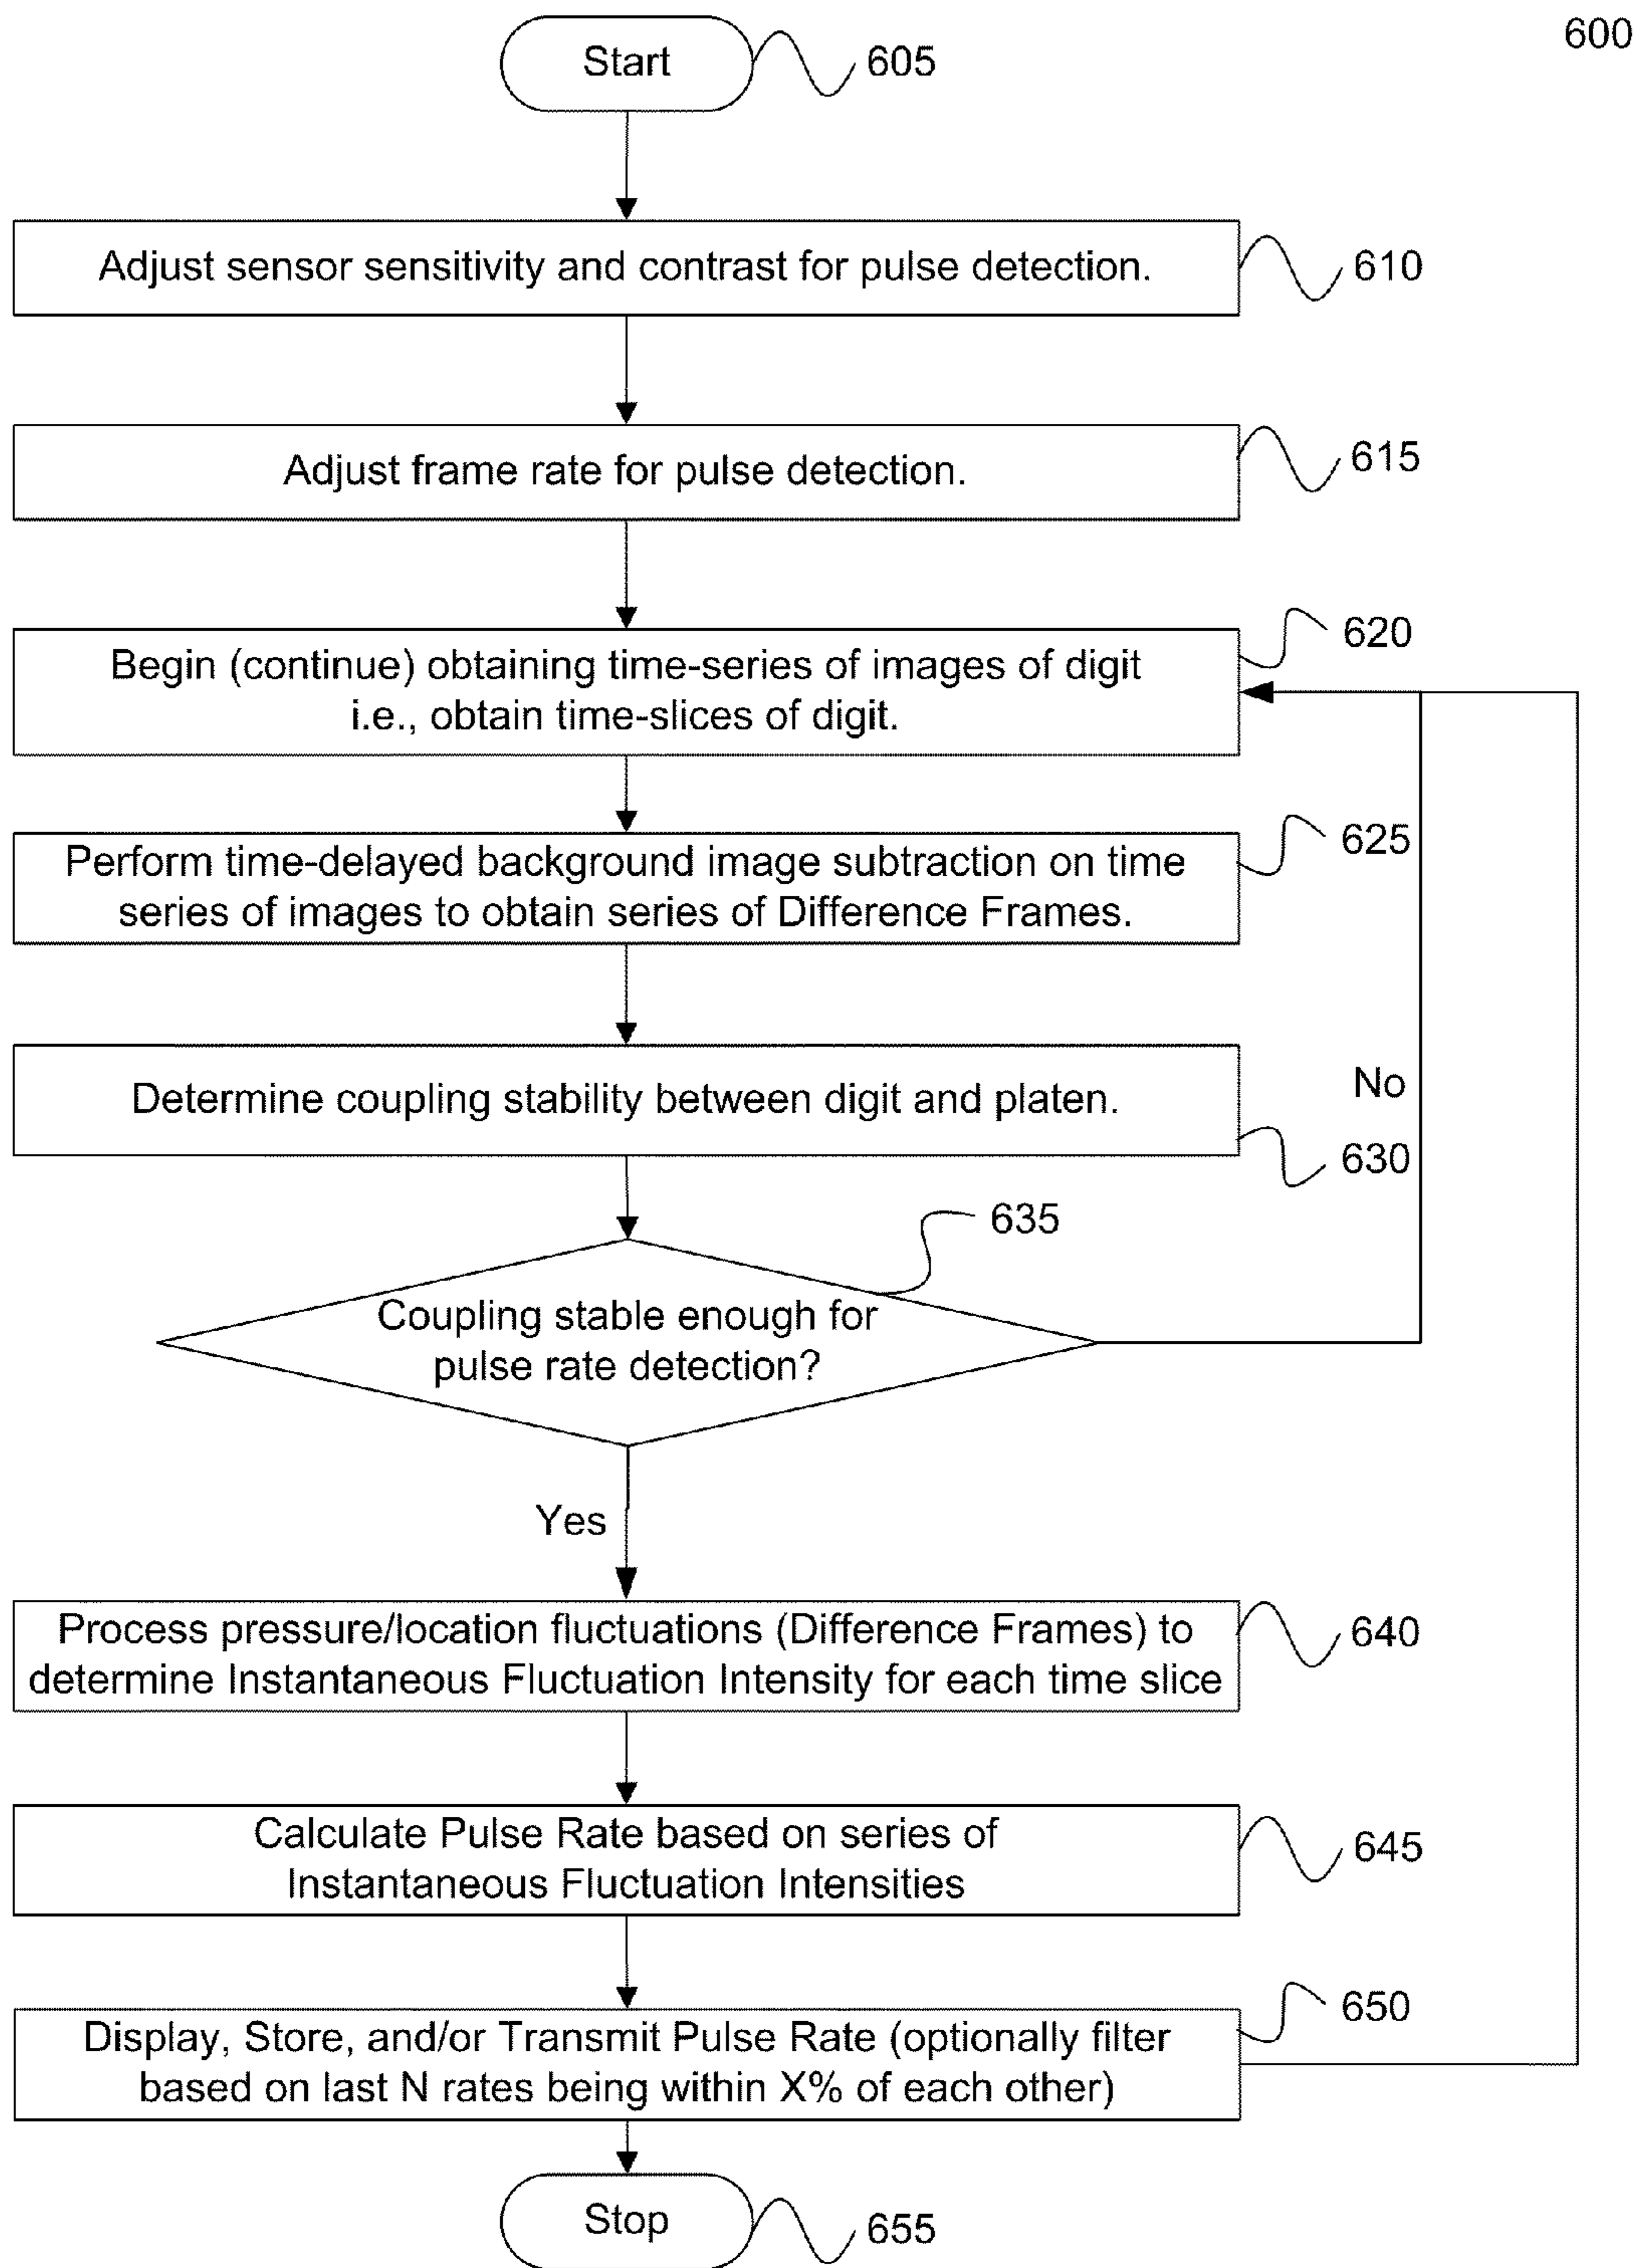 600
Start
605
Adjust sensor sensitivity and contrast for pulse detection.
610
Adjust frame rate for pulse detection.
615
Begin (continue) obtaining time-series of images of digit
i.e., obtain time-slices of digit.
620
Perform time-delayed background image subtraction on time
series of images to obtain series of Difference Frames.
625
Determine coupling stability between digit and platen.
No
630
635
Coupling stable enough for
pulse rate detection?
Yes
Process pressure/location fluctuations (Difference Frames) to
determine Instantaneous Fluctuation Intensity for each time slice
640
Calculate Pulse Rate based on series of
Instantaneous Fluctuation Intensities
645
Display, Store, and/or Transmit Pulse Rate (optionally filter
based on last N rates being within X% of each other)
650
Stop
655